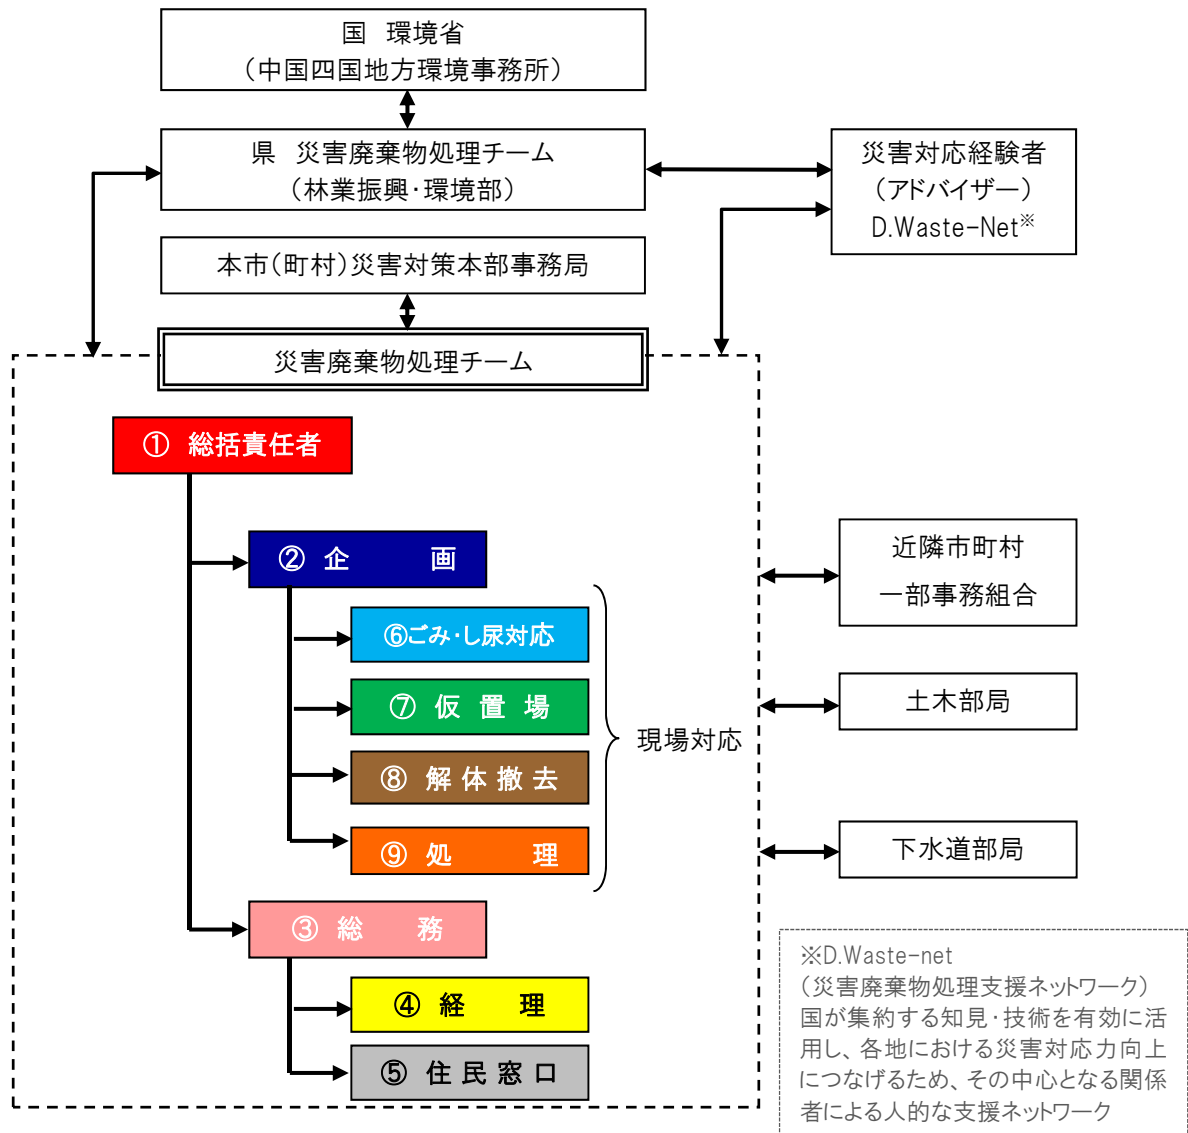 国 環境省
（中国四国地方環境事務所）
県 災害廃棄物処理チーム
（林業振興・環境部）
災害対応経験者
（アドバイザー）
D.Waste-Net※
本市（町村）災害対策本部事務局
災害廃棄物処理チーム
① 総括責任者
② 企 画
⑥ごみ・し尿対応
⑦ 仮 置 場
⑧ 解 体 撤 去
⑨ 処 理
現場対応
③ 総 務
④ 経 理
⑤ 住 民 窓 口
近隣市町村
一部事務組合
土木部局
下水道部局
※D.Waste-net
（災害廃棄物処理支援ネットワーク）
国が集約する知見・技術を有効に活
用し、各地における災害対応力向上
につなげるため、その中心となる関係
者による人的な支援ネットワーク